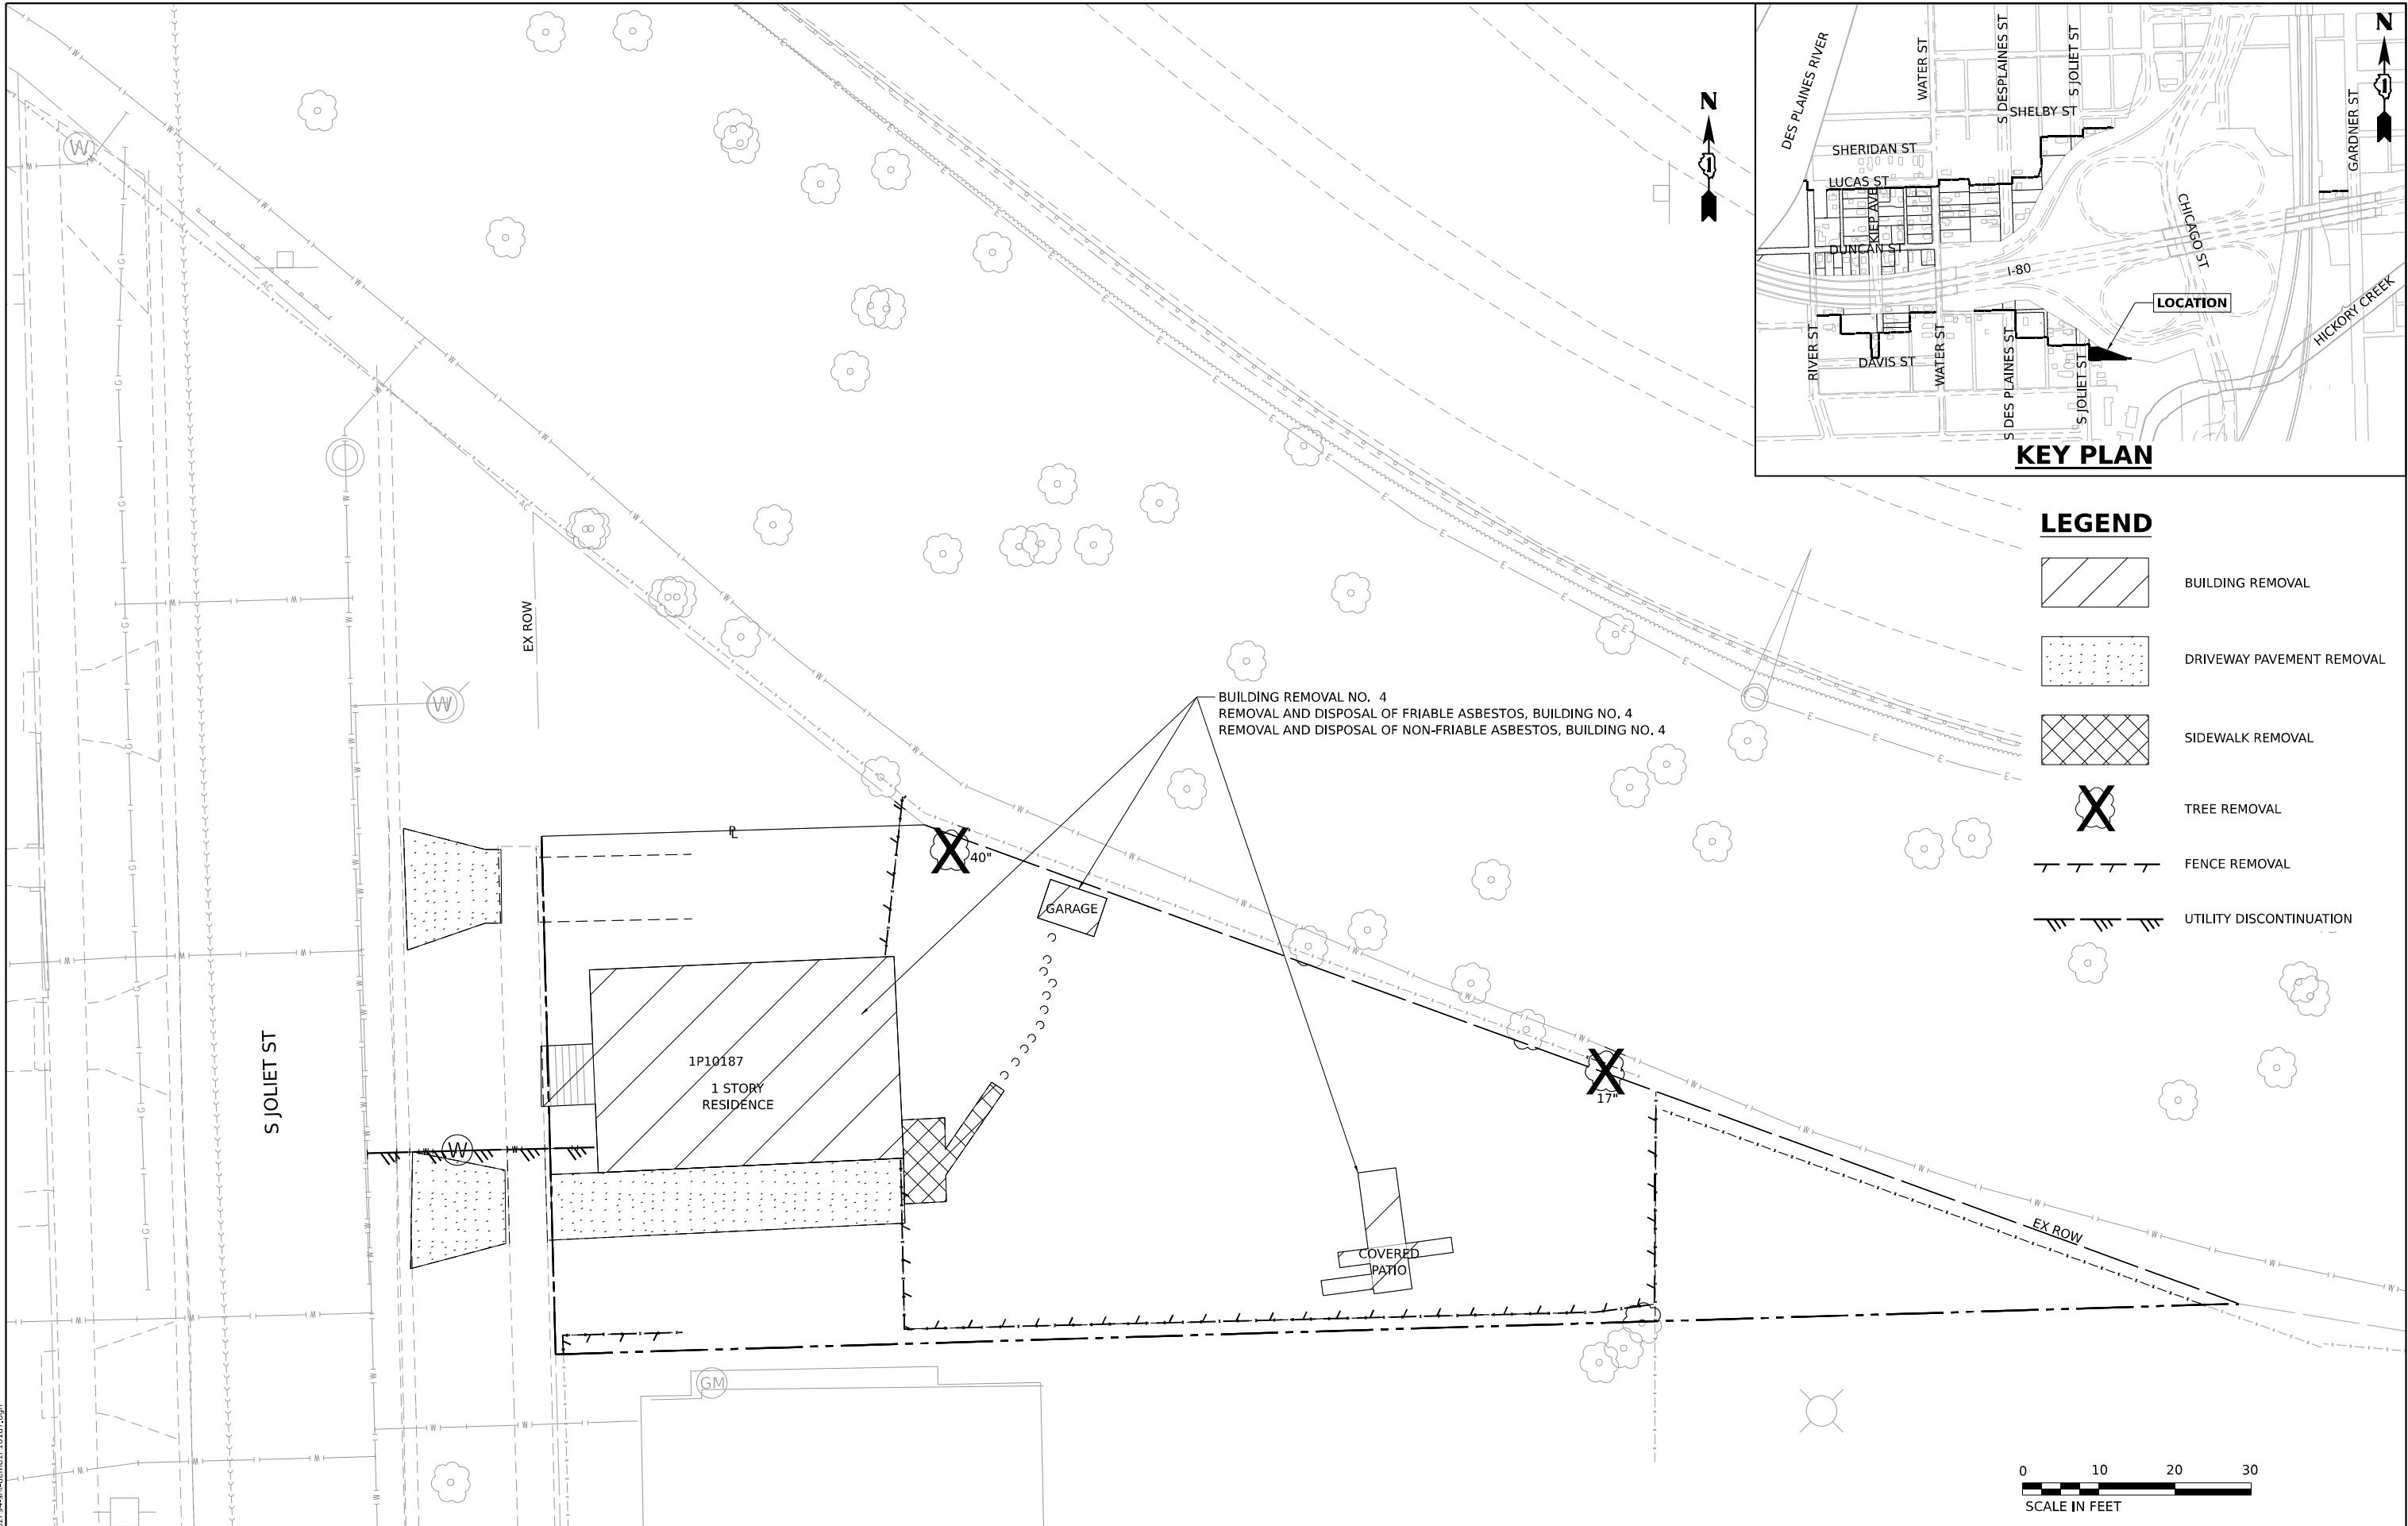 N
N
DES PLAINES RIVER
WATER ST
S DESPLAINES ST
S JOLIET ST
SHELBY ST
GARDNER ST
SHERIDAN ST
LUCAS ST
KIEP AVE
DUNCAN ST
CHICAGO ST
I-80
LOCATION
HICKORY CREEK
RIVER ST
DAVIS ST
WATER ST
S DES PLAINES ST
S JOLIET ST
KEY PLAN
LEGEND
BUILDING REMOVAL
DRIVEWAY PAVEMENT REMOVAL
SIDEWALK REMOVAL
TREE REMOVAL
FENCE REMOVAL
UTILITY DISCONTINUATION
EX ROW
BUILDING REMOVAL NO. 4
REMOVAL AND DISPOSAL OF FRIABLE ASBESTOS, BUILDING NO. 4
REMOVAL AND DISPOSAL OF NON-FRIABLE ASBESTOS, BUILDING NO. 4
W
AC
AC
W
PL
40"
GARAGE
S JOLIET ST
1P10187
1 STORY
RESIDENCE
W
17"
COVERED
PATIO
EX ROW
GM
0 10 20 30
SCALE IN FEET